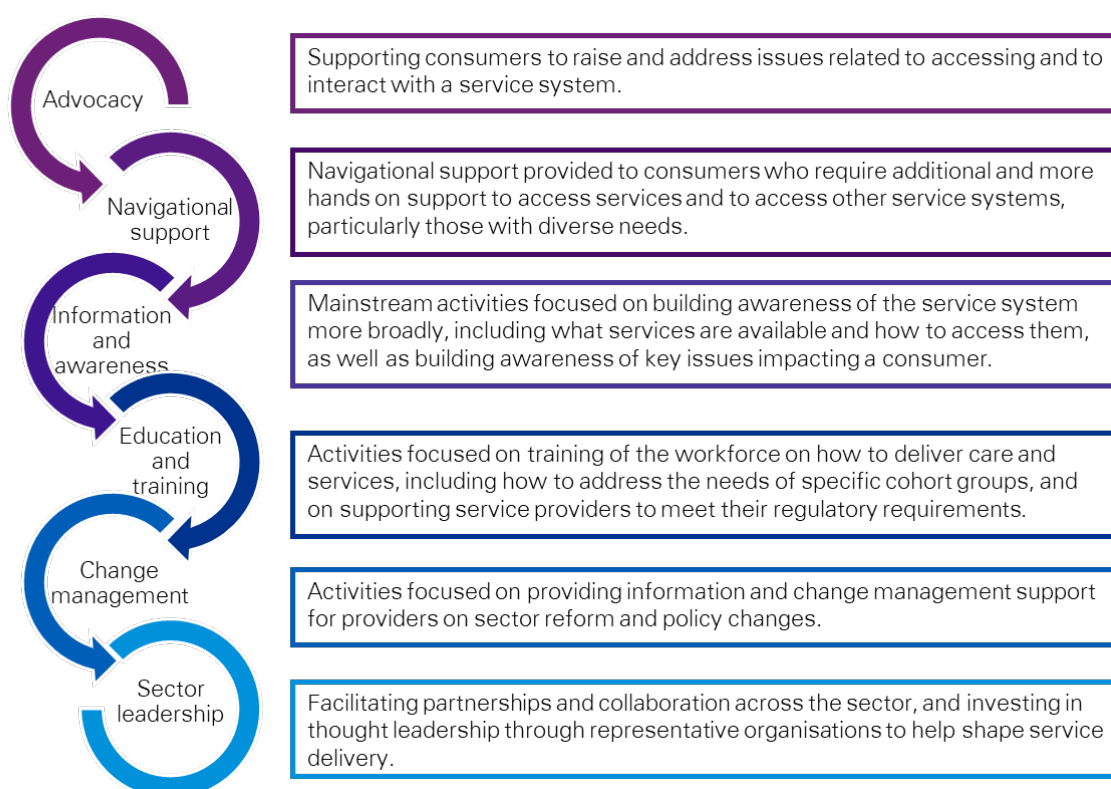 Advocacy
Supporting consumers to raise and address issues related to accessing and to
interact with a service system.
Navigational
support
Navigational support provided to consumers who require additional and more
hands on support to access services and to access other service systems,
particularly those with diverse needs.
Information
and
awareness
Mainstream activities focused on building awareness of the service system
more broadly, including what services are available and how to access them,
as well as building awareness of key issues impacting a consumer.
Education
and
training
Activities focused on training of the workforce on how to deliver care and
services, including how to address the needs of specific cohort groups, and
on supporting service providers to meet their regulatory requirements.
Change
management
Activities focused on providing information and change management support
for providers on sector reform and policy changes.
Sector
leadership
Facilitating partnerships and collaboration across the sector, and investing in
thought leadership through representative organisations to help shape service
delivery.